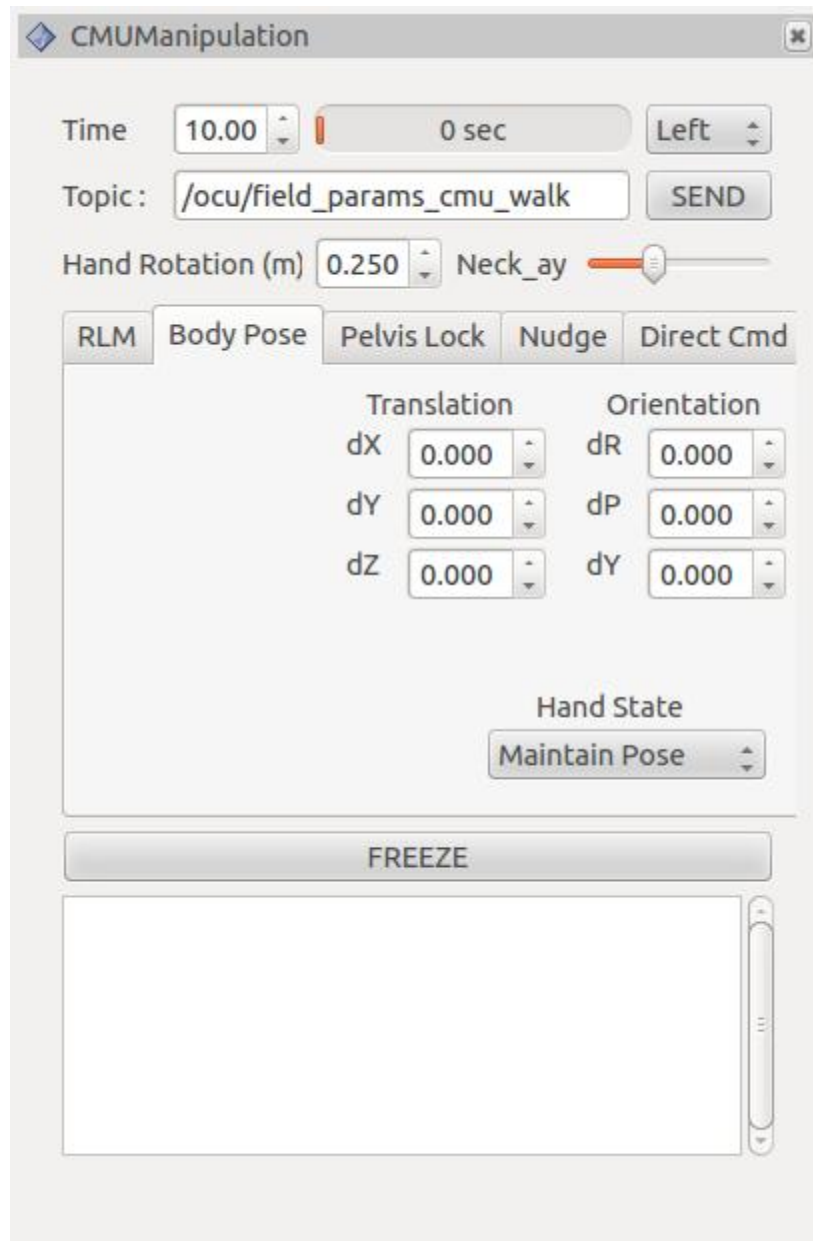 CMUManipulation
Time 10.00 0 sec Left
Topic: /ocu/field_params_cmu_walk SEND
Hand Rotation (m) 0.250 Neck_ay
RLM Body Pose Pelvis Lock Nudge Direct Cmd
Translation Orientation
dX 0.000 dR 0.000
dY 0.000 dP 0.000
dZ 0.000 dY 0.000
Hand State
Maintain Pose
FREEZE